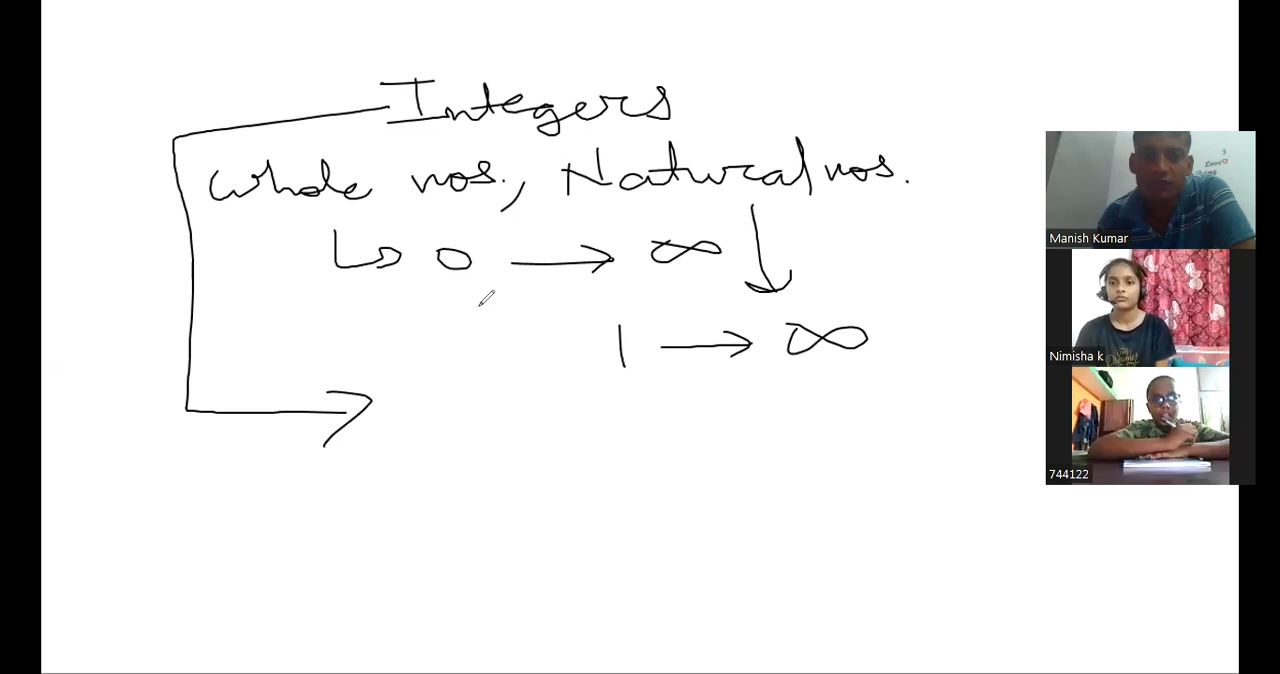 Integers
Whole nos., Natural nos.
↳ 0 → ∞ ↓
1 → ∞
Manish Kumar
Nimisha k
744122